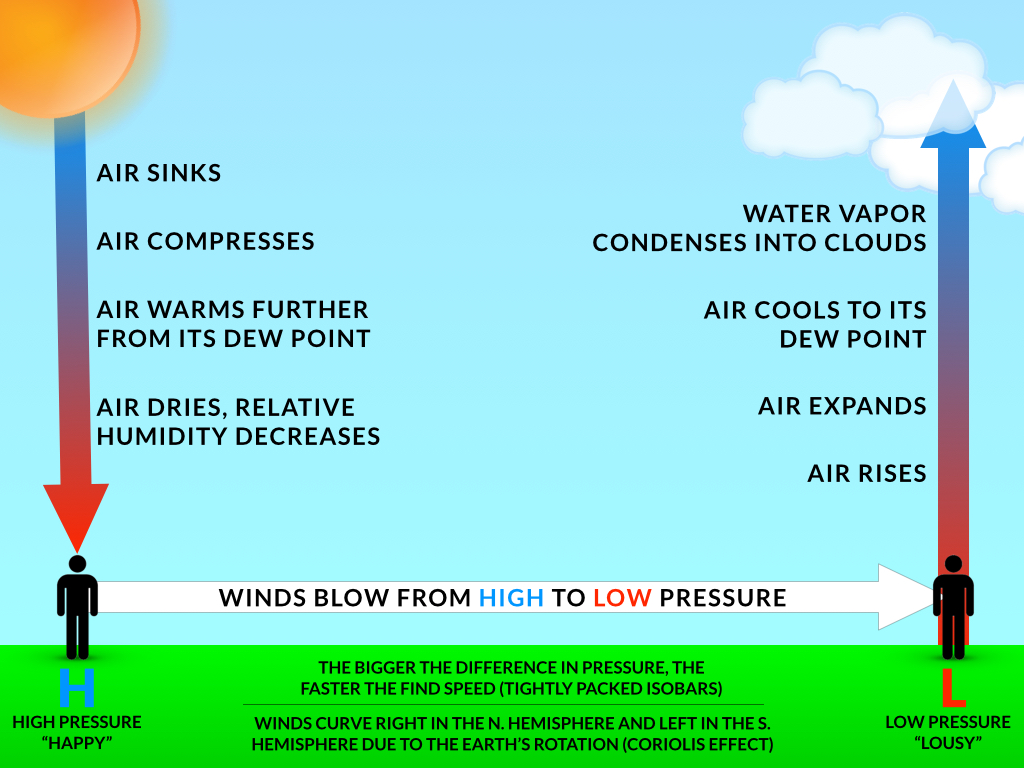 AIR SINKS
AIR COMPRESSES
AIR WARMS FURTHER
FROM ITS DEW POINT
AIR DRIES, RELATIVE
HUMIDITY DECREASES
WATER VAPOR
CONDENSES INTO CLOUDS
AIR COOLS TO ITS
DEW POINT
AIR EXPANDS
AIR RISES
WINDS BLOW FROM HIGH TO LOW PRESSURE
H
HIGH PRESSURE
“HAPPY”
THE BIGGER THE DIFFERENCE IN PRESSURE, THE
FASTER THE FIND SPEED (TIGHTLY PACKED ISOBARS)
WINDS CURVE RIGHT IN THE N. HEMISPHERE AND LEFT IN THE S.
HEMISPHERE DUE TO THE EARTH’S ROTATION (CORIOLIS EFFECT)
L
LOW PRESSURE
“LOUSY”